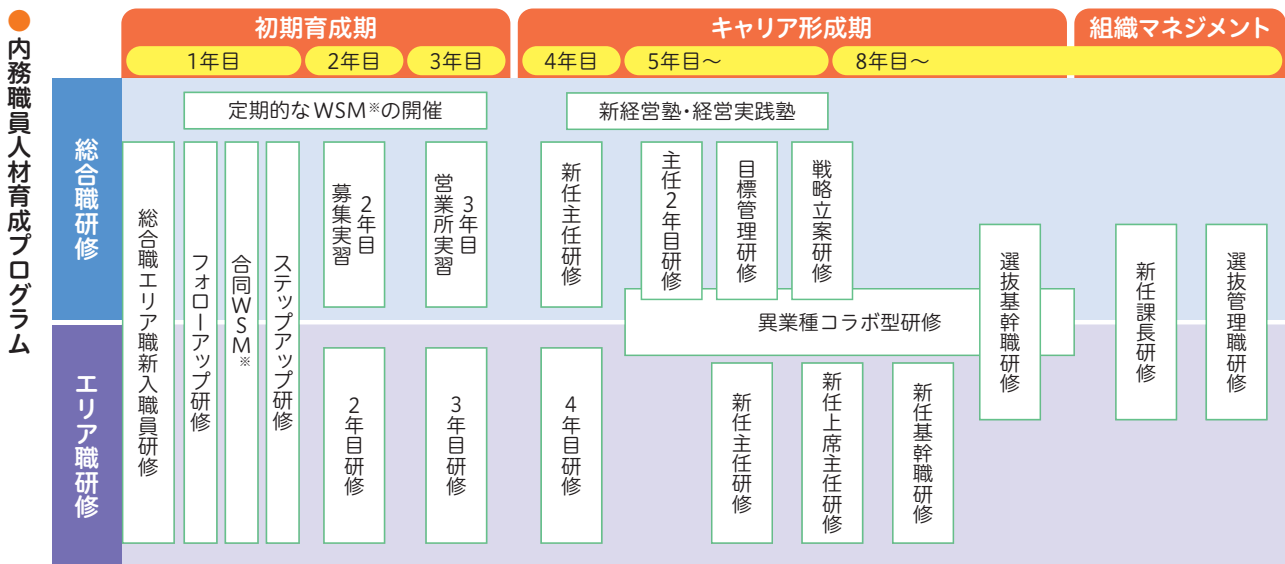 ●内務職員人材育成プログラム
初期育成期
キャリア形成期
組織マネジメント
1年目
2年目
3年目
4年目
5年目～
8年目～
総合職研修
定期的なWSM※の開催
新経営塾・経営実践塾
総合職エリア職新入職員研修
フォローアップ研修
合同WSM※
ステップアップ研修
2年目
募集実習
3年目
営業所実習
新任主任研修
主任2年目研修
目標管理研修
戦略立案研修
異業種コラボ型研修
選抜基幹職研修
新任課長研修
選抜管理職研修
エリア職研修
2年目研修
3年目研修
4年目研修
新任主任研修
新任上席主任研修
新任基幹職研修